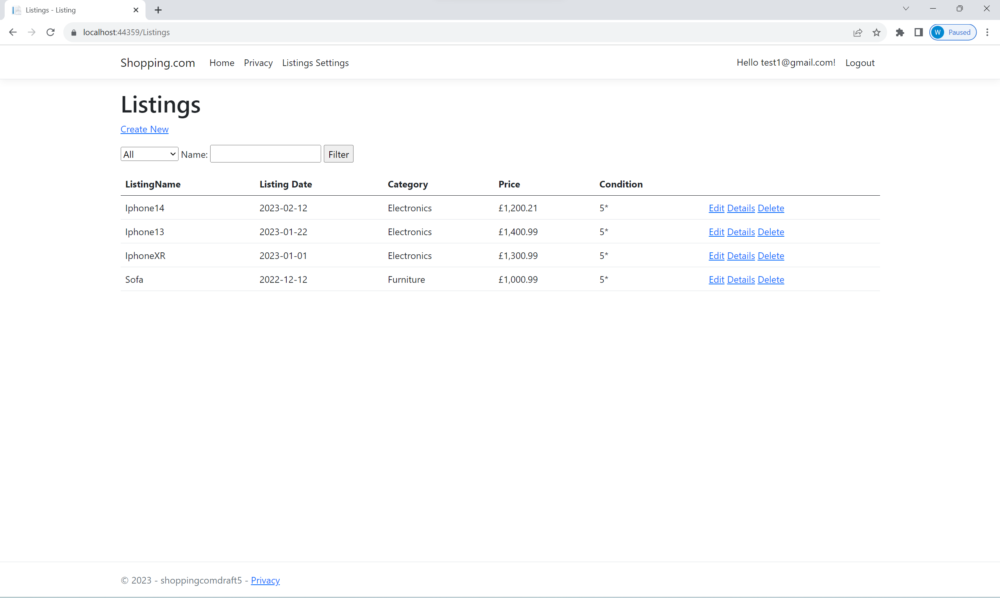 Listings - Listing
localhost:44359/Listings
W Paused
Shopping.com Home Privacy Listings Settings Hello test1@gmail.com! Logout
Listings
Create New
All Name: Filter
ListingName Listing Date Category Price Condition
Iphone14 2023-02-12 Electronics £1,200.21 5* Edit Details Delete
Iphone13 2023-01-22 Electronics £1,400.99 5* Edit Details Delete
IphoneXR 2023-01-01 Electronics £1,300.99 5* Edit Details Delete
Sofa 2022-12-12 Furniture £1,000.99 5* Edit Details Delete
© 2023 - shoppingcomdraft5 - Privacy